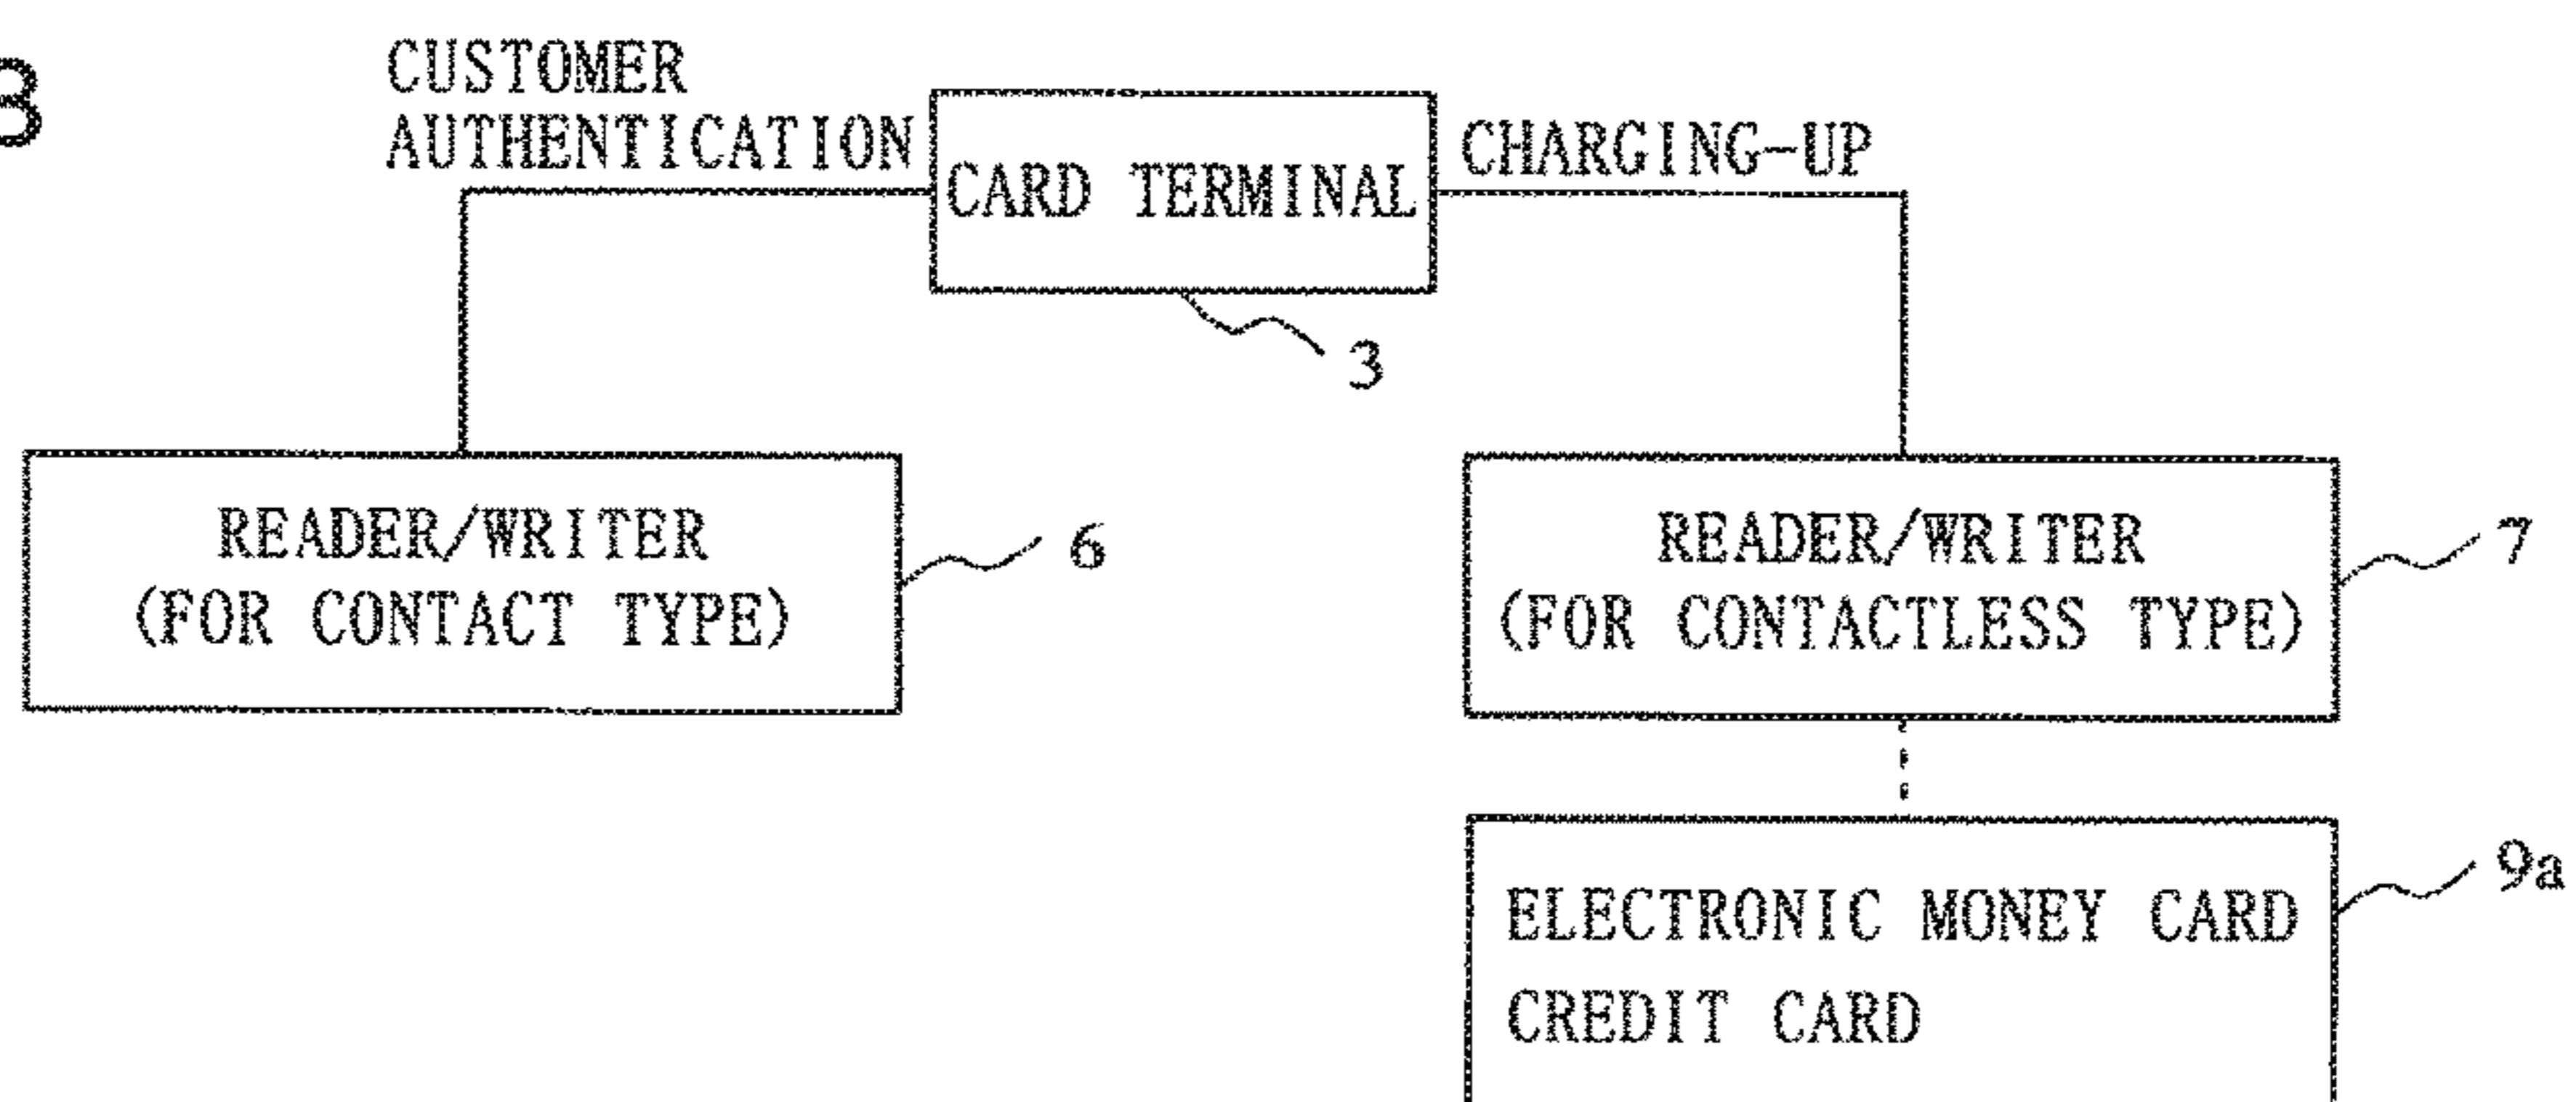 3
CUSTOMER
AUTHENTICATION
CARD TERMINAL
CHARGING-UP
3
READER/WRITER
(FOR CONTACT TYPE)
6
READER/WRITER
(FOR CONTACTLESS TYPE)
7
ELECTRONIC MONEY CARD
CREDIT CARD
9a